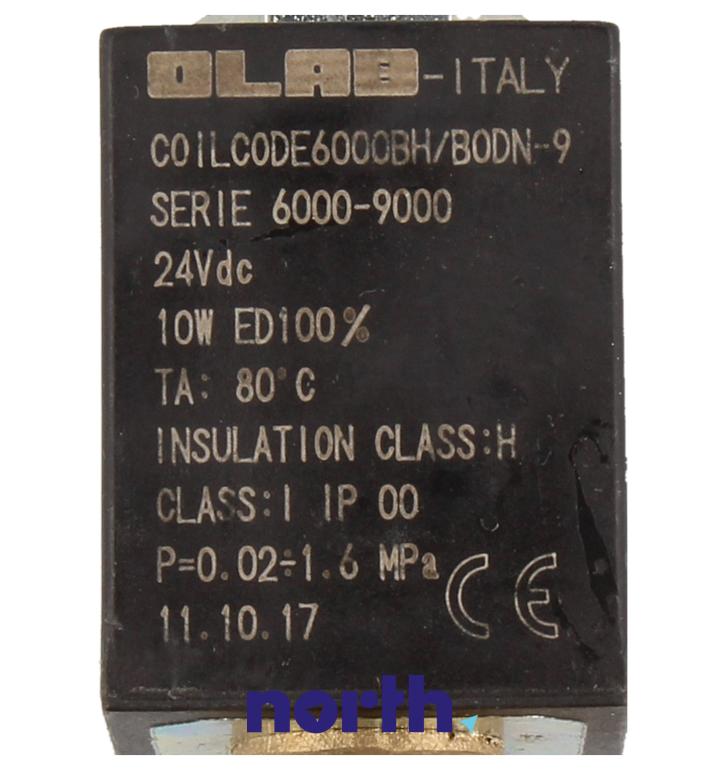 OLAB-ITALY
COILCODE6000BH/BODN-9
SERIE 6000-9000
24Vdc
10W ED100%
TA: 80°C
INSULATION CLASS:H
CLASS:I IP 00
P=0.02÷1.6 MPa CE
11.10.17
north